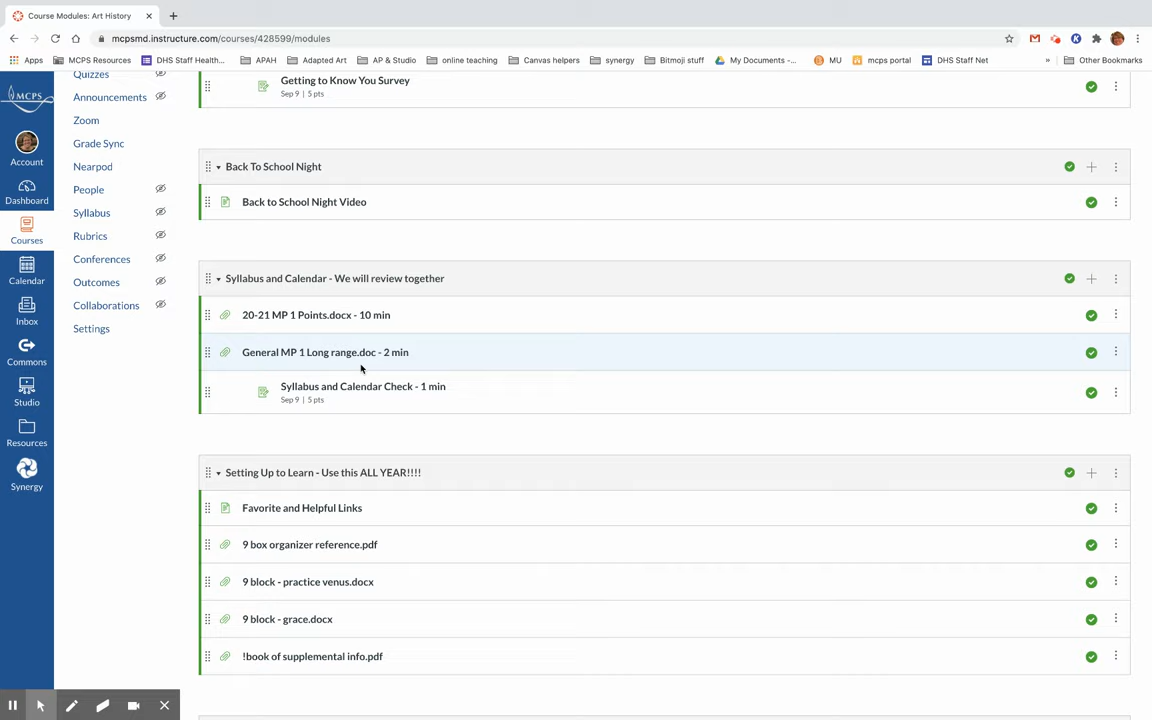 Course Modules: Art History
mcpsmd.instructure.com/courses/428599/modules
Apps
MCPS Resources
DHS Staff Health...
APAH
Adapted Art
AP & Studio
online teaching
Canvas helpers
synergy
Bitmoji stuff
My Documents -...
MU
mcps portal
DHS Staff Net
»
Other Bookmarks
MCPS
Account
Dashboard
Courses
Calendar
Inbox
Commons
Studio
Resources
Synergy
Quizzes
Announcements
Zoom
Grade Sync
Nearpod
People
Syllabus
Rubrics
Conferences
Outcomes
Collaborations
Settings
Getting to Know You Survey
Sep 9 | 5 pts
Back To School Night
Back to School Night Video
Syllabus and Calendar - We will review together
20-21 MP 1 Points.docx - 10 min
General MP 1 Long range.doc - 2 min
Syllabus and Calendar Check - 1 min
Sep 9 | 5 pts
Setting Up to Learn - Use this ALL YEAR!!!!
Favorite and Helpful Links
9 box organizer reference.pdf
9 block - practice venus.docx
9 block - grace.docx
!book of supplemental info.pdf